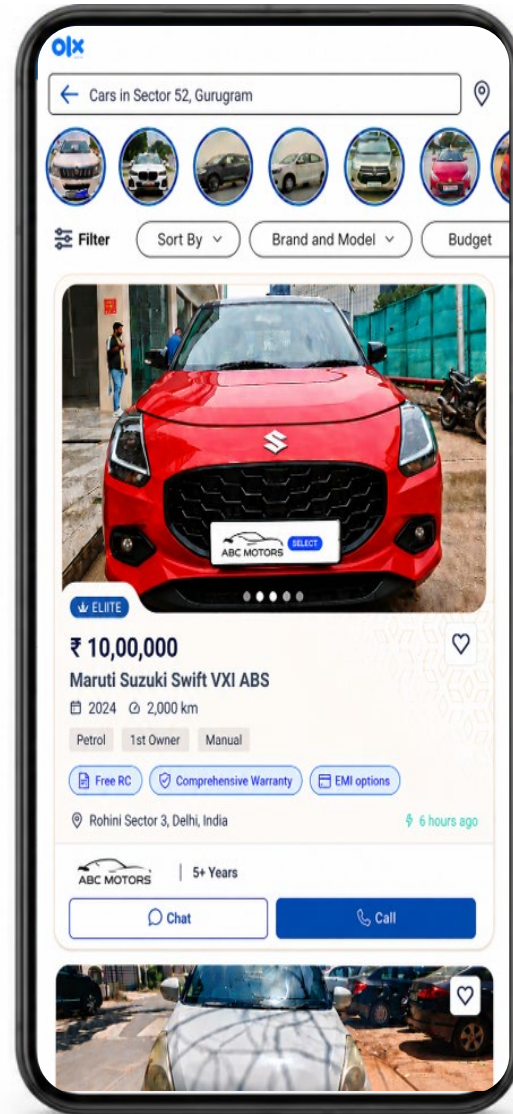 olx
Cars in Sector 52, Gurugram
Filter Sort By Brand and Model Budget
ABC MOTORS SELECT
ELIITE
₹ 10,00,000
Maruti Suzuki Swift VXI ABS
2024 2,000 km
Petrol 1st Owner Manual
Free RC Comprehensive Warranty EMI options
Rohini Sector 3, Delhi, India 6 hours ago
ABC MOTORS | 5+ Years
Chat Call